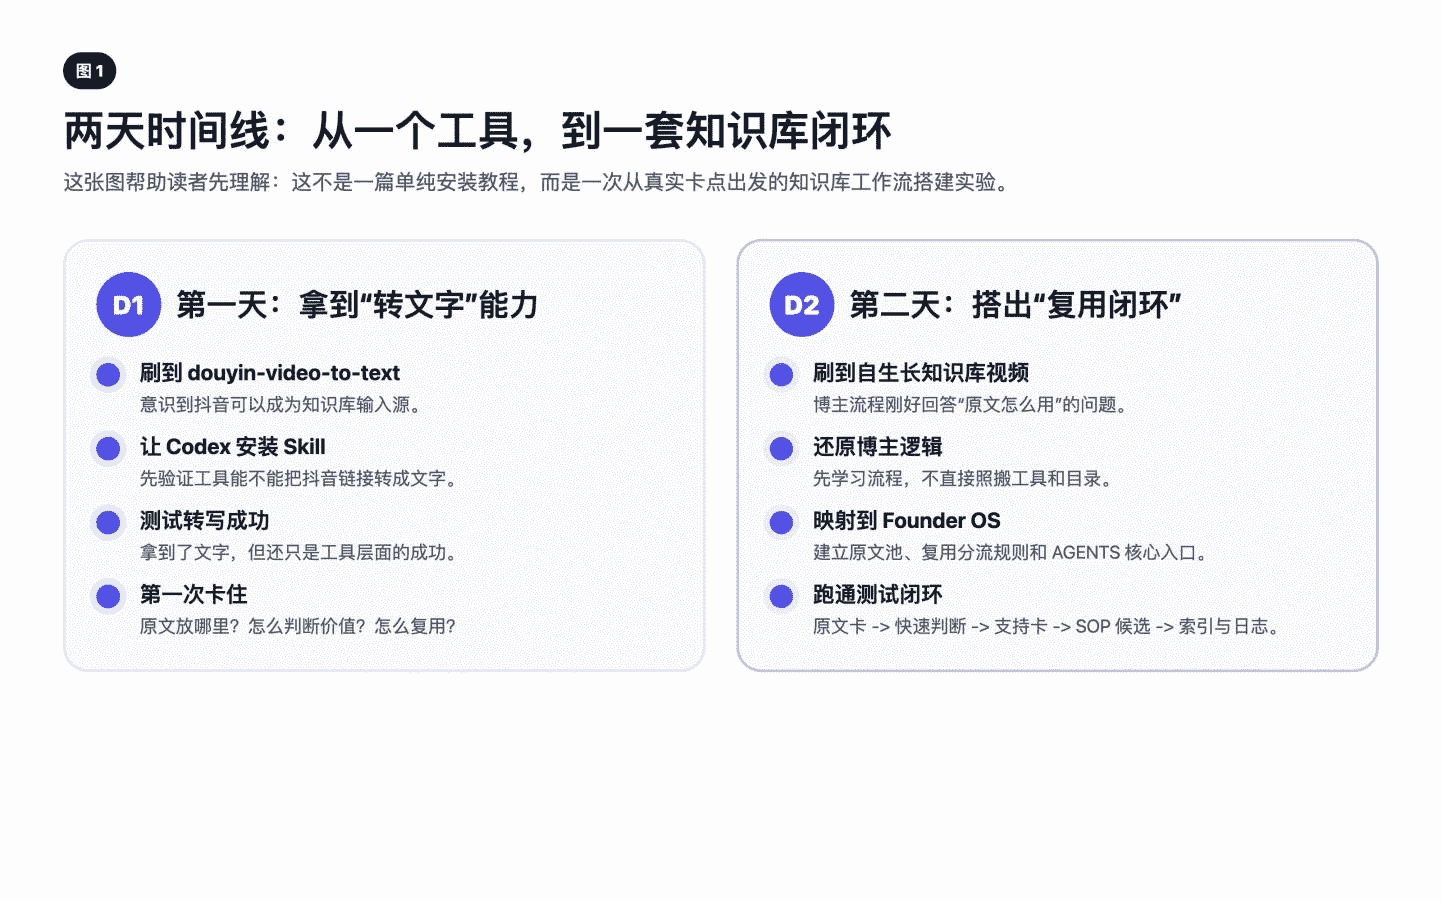 图 1
两天时间线：从一个工具，到一套知识库闭环
这张图帮助读者先理解：这不是一篇单纯安装教程，而是一次从真实卡点出发的知识库工作流搭建实验。
D1
第一天：拿到“转文字”能力
刷到 douyin-video-to-text
意识到抖音可以成为知识库输入源。
让 Codex 安装 Skill
先验证工具能不能把抖音链接转成文字。
测试转写成功
拿到了文字，但还只是工具层面的成功。
第一次卡住
原文放哪里？怎么判断价值？怎么复用？
D2
第二天：搭出“复用闭环”
刷到自生长知识库视频
博主流程刚好回答“原文怎么用”的问题。
还原博主逻辑
先学习流程，不直接照搬工具和目录。
映射到 Founder OS
建立原文池、复用分流规则和 AGENTS 核心入口。
跑通测试闭环
原文卡 -> 快速判断 -> 支持卡 -> SOP 候选 -> 索引与日志。